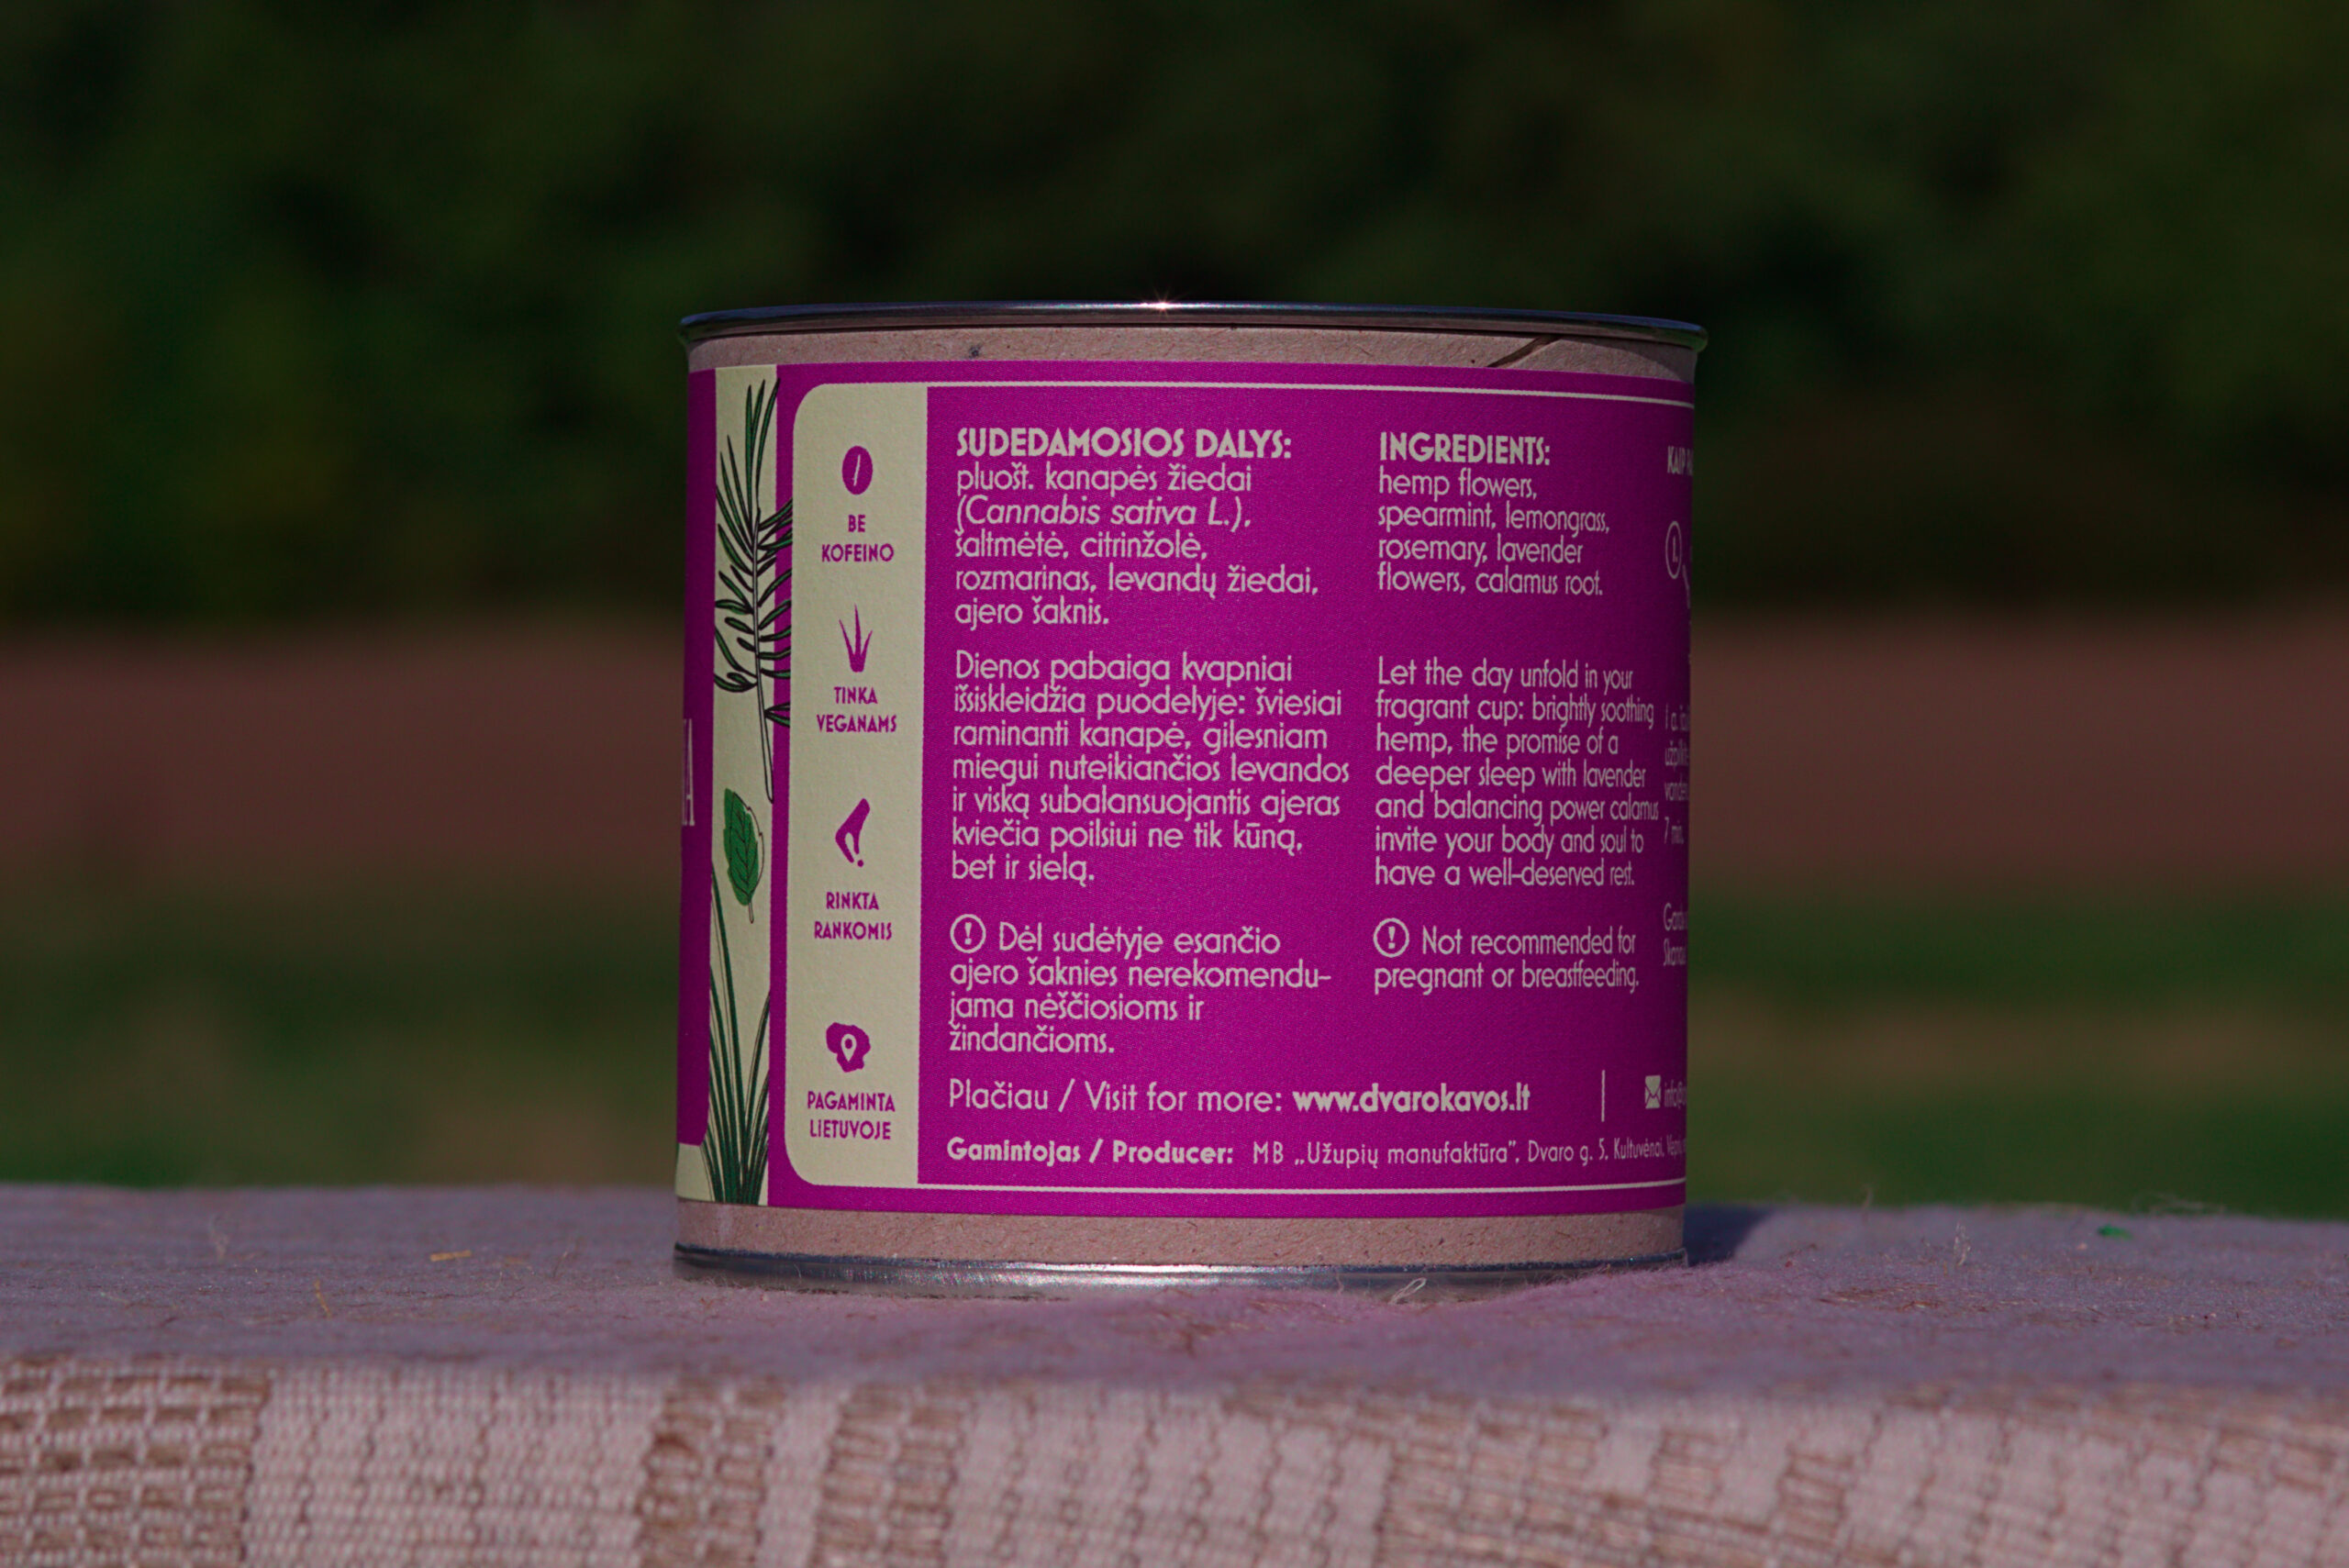 BE
KOFEINO
TINKA
VEGANAMS
RINKTA
RANKOMIS
PAGAMINTA
LIETUVOJE
SUDEDAMOSIOS DALYS:
pluošt. kanapės žiedai
(Cannabis sativa L.),
šaltmėtė, citrinžolė,
rozmarinas, levandų žiedai,
ajero šaknis.
Dienos pabaiga kvapniai
išsiskleidžia puodelyje: šviesiai
raminanti kanapė, gilesniam
miegui nuteikiančios levandos
ir viską subalansuojantis ajeras
kviečia poilsiui ne tik kūną,
bet ir sielą.
! Dėl sudėtyje esančio
ajero šaknies nerekomendu-
jama nėščiosioms ir
žindančioms.
INGREDIENTS:
hemp flowers,
spearmint, lemongrass,
rosemary, lavender
flowers, calamus root.
Let the day unfold in your
fragrant cup: brightly soothing
hemp, the promise of a
deeper sleep with lavender
and balancing power calamus
invite your body and soul to
have a well-deserved rest.
! Not recommended for
pregnant or breastfeeding.
Plačiau / Visit for more: www.dvarokavos.lt
Gamintojas / Producer: MB „Užupių manufaktūra", Dvaro g. 5, Kultuvėnai,
KAIP
1.
7 min.